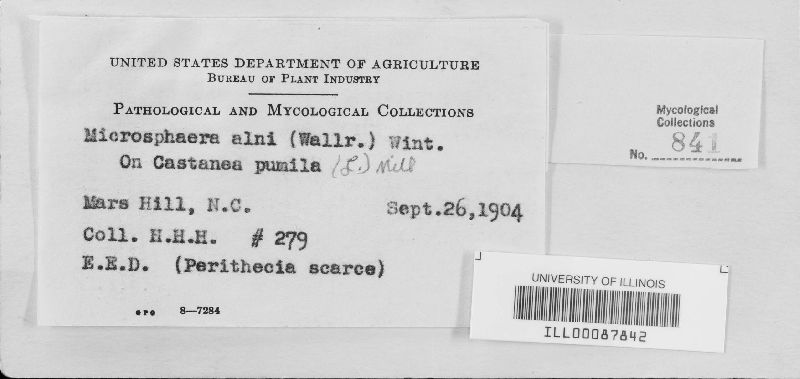 UNITED STATES DEPARTMENT OF AGRICULTURE
BUREAU OF PLANT INDUSTRY
PATHOLOGICAL AND MYCOLOGICAL COLLECTIONS
Microsphaera alni (Wallr.) Wint.
On Castanea pumila (L.) Mill
Mars Hill, N.C. Sept.26,1904
Coll. H.H.H. # 279
E.E.D. (Perithecia scarce)
GPO 8—7284
Mycological
Collections
No. 841
UNIVERSITY OF ILLINOIS
ILL00087842